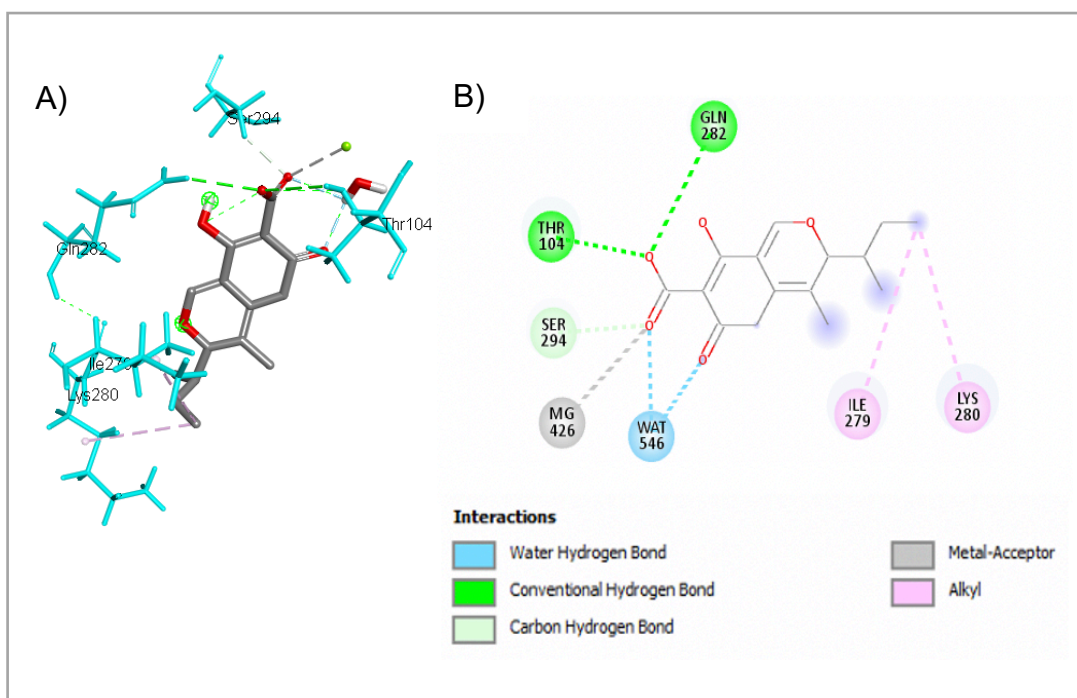 A)
Ser294
Thr104
Gln282
Ile279
Lys280
B)
GLN
282
THR
104
SER
294
MG
426
WAT
546
ILE
279
LYS
280
O
O
O
O
O
Interactions
Water Hydrogen Bond
Conventional Hydrogen Bond
Carbon Hydrogen Bond
Metal-Acceptor
Alkyl